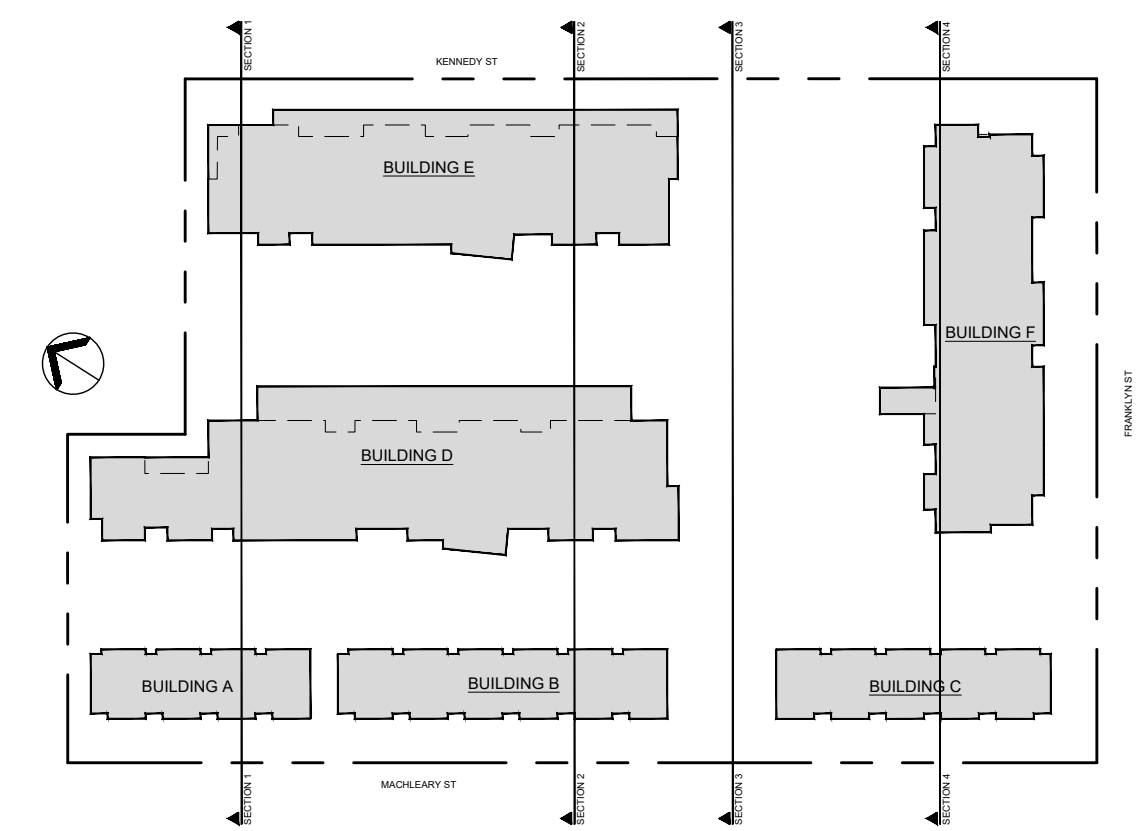 SECTION 1
SECTION 2
SECTION 3
SECTION 4
KENNEDY ST
BUILDING E
BUILDING F
FRANKLYN ST
BUILDING D
BUILDING A
BUILDING B
BUILDING C
MACHLEARY ST
SECTION 1
SECTION 2
SECTION 3
SECTION 4